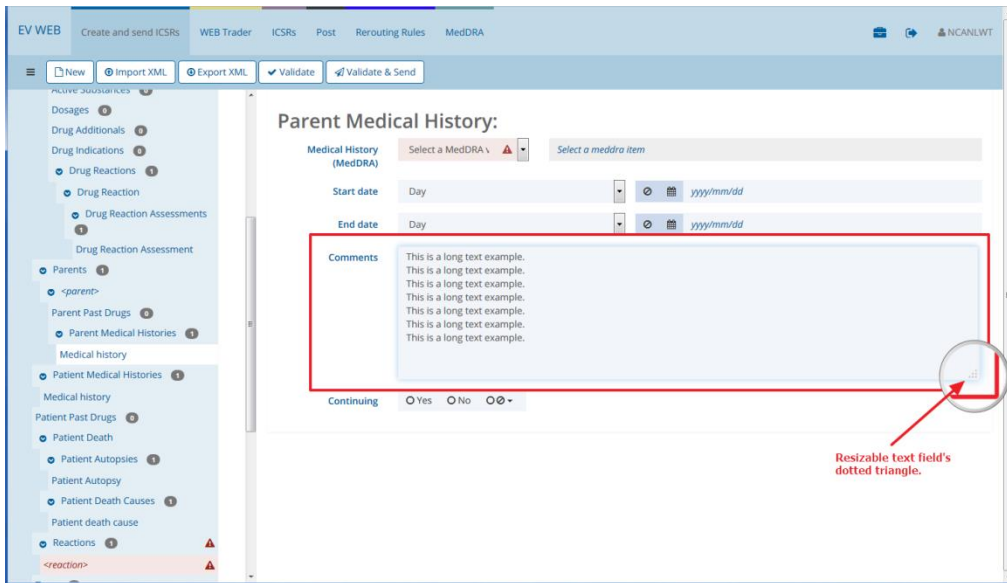 EV WEB
Create and send ICSRs
WEB Trader
ICSRs
Post
Rerouting Rules
MedDRA
NCANLWT
New
Import XML
Export XML
Validate
Validate & Send
Active Substances 0
Dosages 0
Drug Additionals 0
Drug Indications 0
Drug Reactions 1
Drug Reaction
Drug Reaction Assessments
1
Drug Reaction Assessment
Parents 1
<parent>
Parent Past Drugs 0
Parent Medical Histories 1
Medical history
Patient Medical Histories 1
Medical history
Patient Past Drugs 0
Patient Death
Patient Autopsies 1
Patient Autopsy
Patient Death Causes 1
Patient death cause
Reactions 1
<reaction>
Parent Medical History:
Medical History
(MedDRA)
Select a MedDRA v
Select a meddra item
Start date
Day
yyyy/mm/dd
End date
Day
yyyy/mm/dd
Comments
This is a long text example.
This is a long text example.
This is a long text example.
This is a long text example.
This is a long text example.
This is a long text example.
This is a long text example.
Continuing
Yes
No
Resizable text field's
dotted triangle.